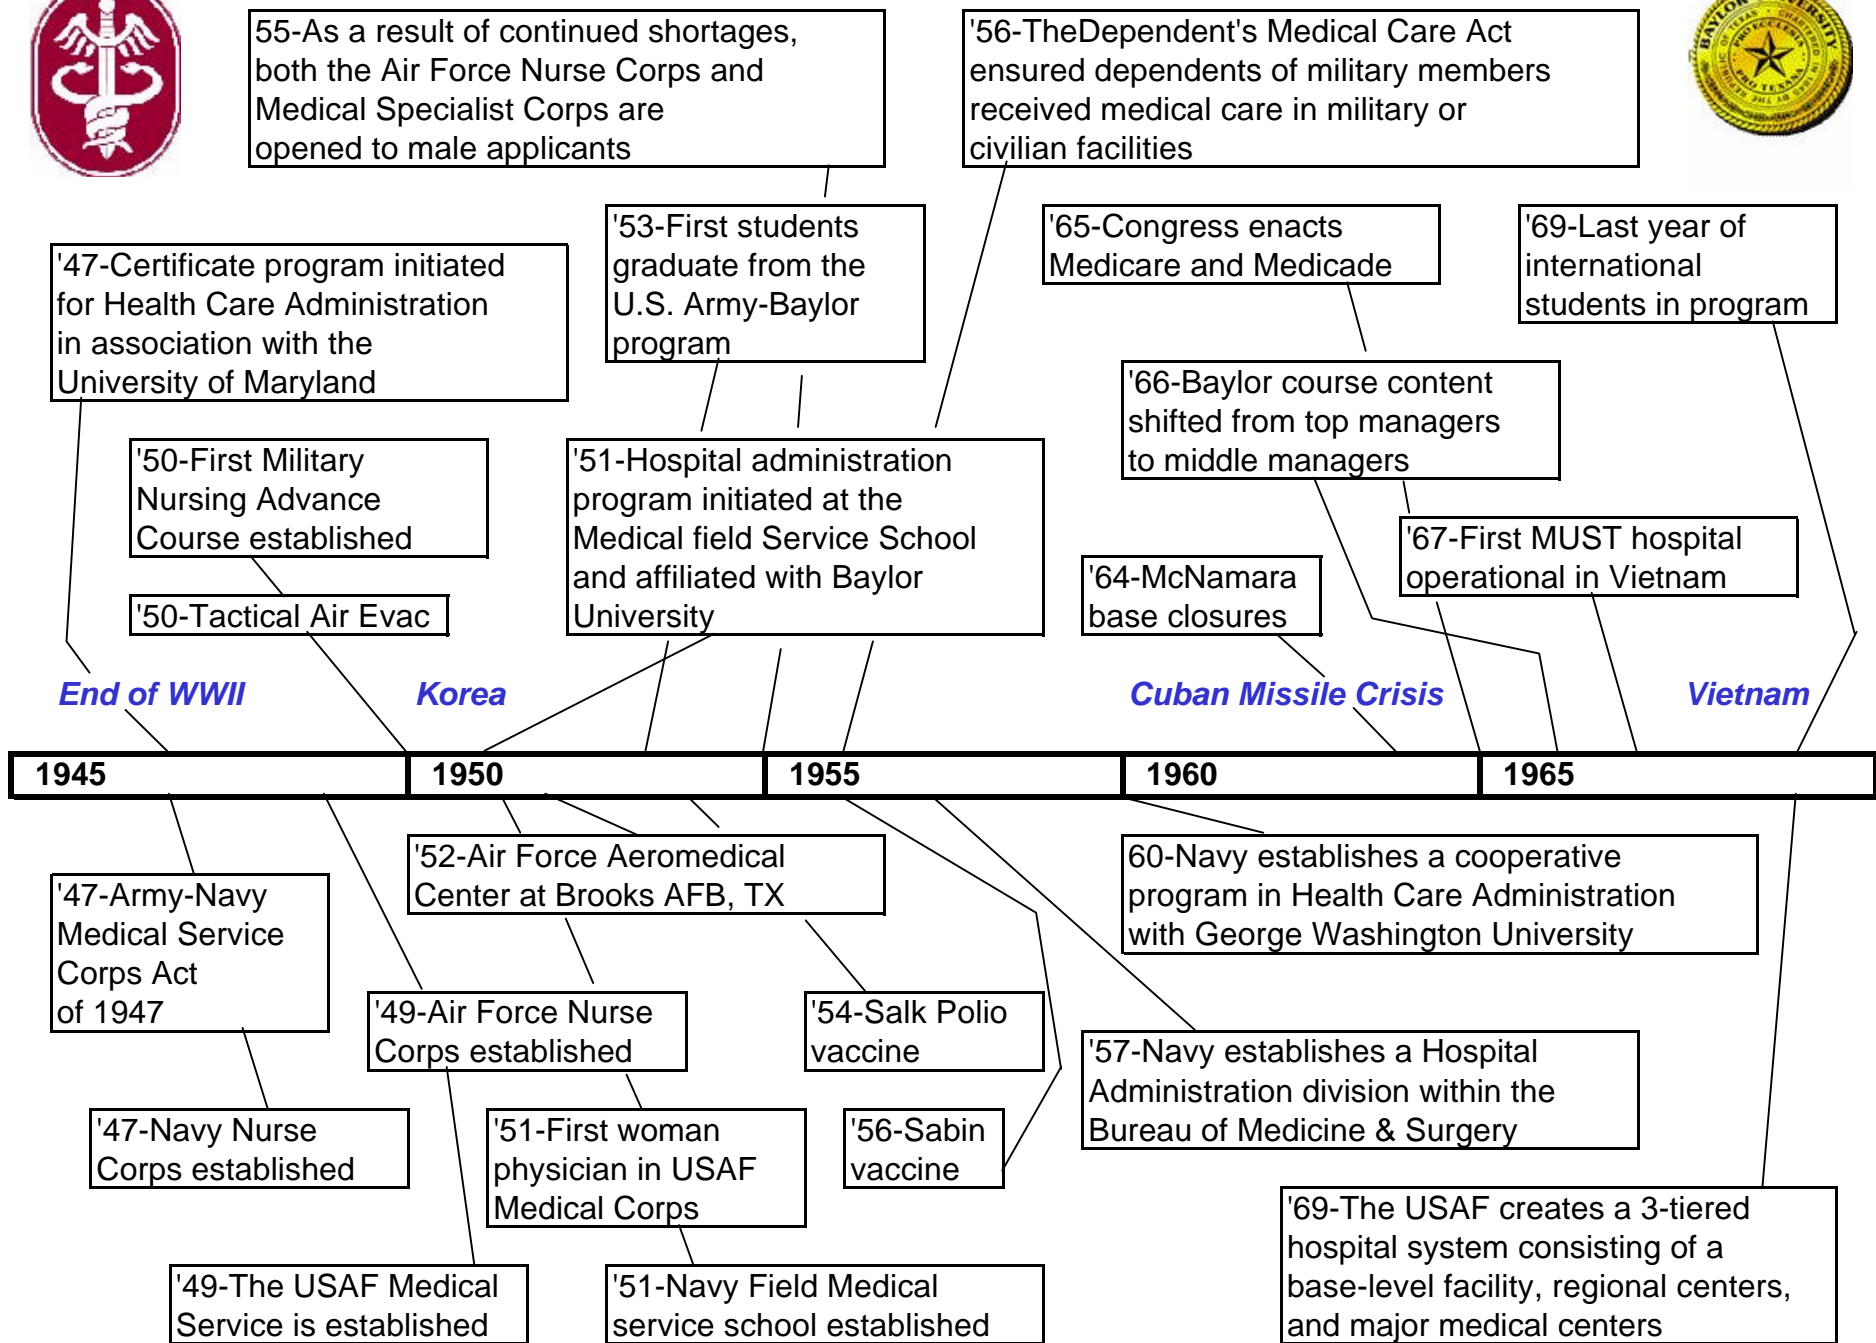 55-As a result of continued shortages,
both the Air Force Nurse Corps and
Medical Specialist Corps are
opened to male applicants
'56-TheDependent's Medical Care Act
ensured dependents of military members
received medical care in military or
civilian facilities
'47-Certificate program initiated
for Health Care Administration
in association with the
University of Maryland
'53-First students
graduate from the
U.S. Army-Baylor
program
'65-Congress enacts
Medicare and Medicade
'69-Last year of
international
students in program
'50-First Military
Nursing Advance
Course established
'51-Hospital administration
program initiated at the
Medical field Service School
and affiliated with Baylor
University
'66-Baylor course content
shifted from top managers
to middle managers
'50-Tactical Air Evac
'64-McNamara
base closures
'67-First MUST hospital
operational in Vietnam
End of WWII
Korea
Cuban Missile Crisis
Vietnam
1945
1950
1955
1960
1965
'47-Army-Navy
Medical Service
Corps Act
of 1947
'52-Air Force Aeromedical
Center at Brooks AFB, TX
60-Navy establishes a cooperative
program in Health Care Administration
with George Washington University
'49-Air Force Nurse
Corps established
'54-Salk Polio
vaccine
'57-Navy establishes a Hospital
Administration division within the
Bureau of Medicine & Surgery
'47-Navy Nurse
Corps established
'51-First woman
physician in USAF
Medical Corps
'56-Sabin
vaccine
'69-The USAF creates a 3-tiered
hospital system consisting of a
base-level facility, regional centers,
and major medical centers
'49-The USAF Medical
Service is established
'51-Navy Field Medical
service school established